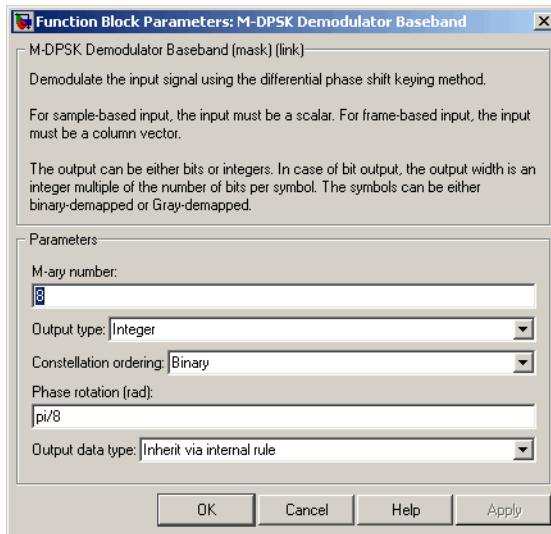 Function Block Parameters: M-DPSK Demodulator Baseband
M-DPSK Demodulator Baseband (mask) (link)
Demodulate the input signal using the differential phase shift keying method.
For sample-based input, the input must be a scalar. For frame-based input, the input
must be a column vector.
The output can be either bits or integers. In case of bit output, the output width is an
integer multiple of the number of bits per symbol. The symbols can be either
binary-demapped or Gray-demapped.
Parameters
M-ary number:
8
Output type: Integer
Constellation ordering: Binary
Phase rotation (rad):
pi/8
Output data type: Inherit via internal rule
OK Cancel Help Apply